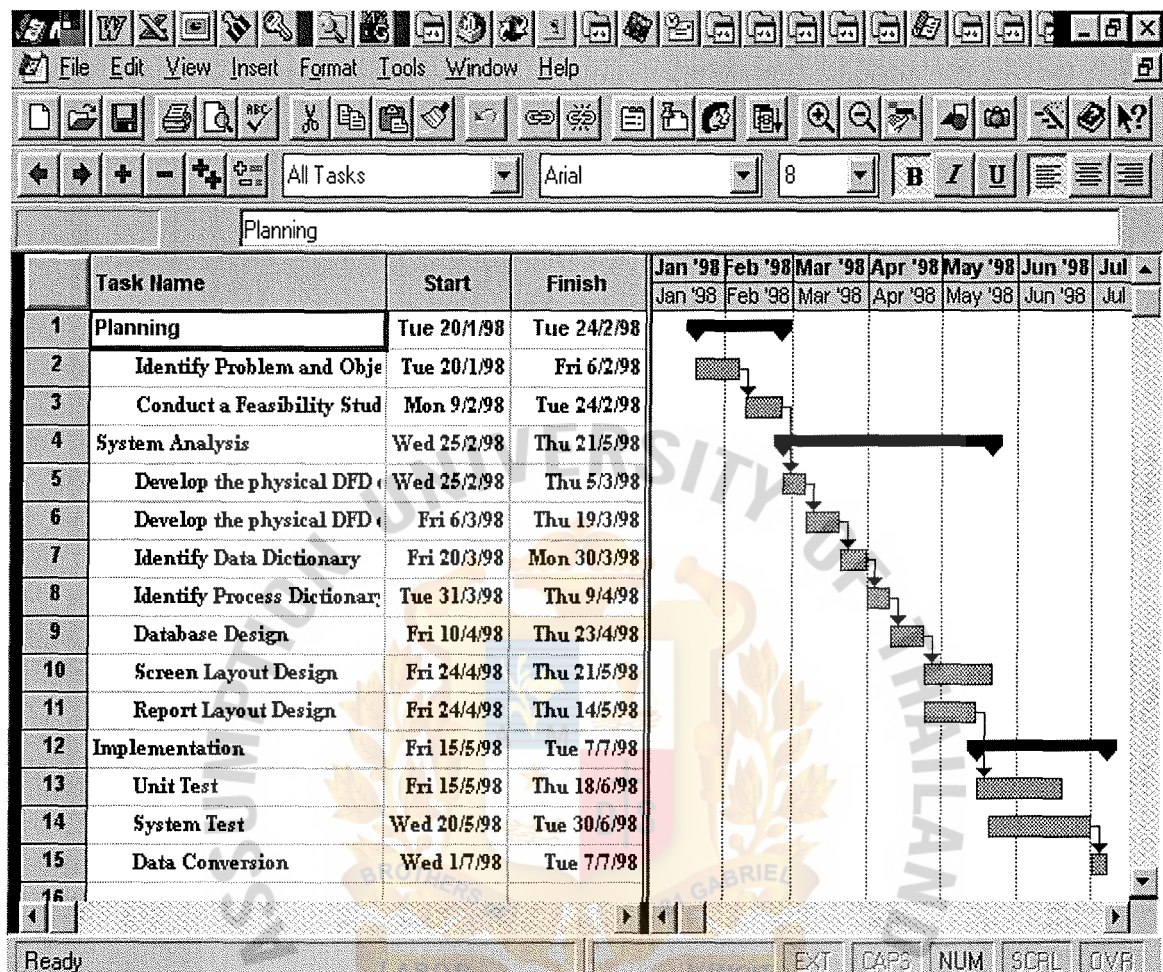 File Edit View Insert Format Tools Window Help
All Tasks Arial 8 B I U
Planning
Task Name Start Finish Jan '98 Feb '98 Mar '98 Apr '98 May '98 Jun '98 Jul
Jan '98 Feb '98 Mar '98 Apr '98 May '98 Jun '98 Jul
1 Planning Tue 20/1/98 Tue 24/2/98
2 Identify Problem and Obje Tue 20/1/98 Fri 6/2/98
3 Conduct a Feasibility Stud Mon 9/2/98 Tue 24/2/98
4 System Analysis Wed 25/2/98 Thu 21/5/98
5 Develop the physical DFD Wed 25/2/98 Thu 5/3/98
6 Develop the physical DFD Fri 6/3/98 Thu 19/3/98
7 Identify Data Dictionary Fri 20/3/98 Mon 30/3/98
8 Identify Process Dictionary Tue 31/3/98 Thu 9/4/98
9 Database Design Fri 10/4/98 Thu 23/4/98
10 Screen Layout Design Fri 24/4/98 Thu 21/5/98
11 Report Layout Design Fri 24/4/98 Thu 14/5/98
12 Implementation Fri 15/5/98 Tue 7/7/98
13 Unit Test Fri 15/5/98 Thu 18/6/98
14 System Test Wed 20/5/98 Tue 30/6/98
15 Data Conversion Wed 1/7/98 Tue 7/7/98
16
Ready EXT CAPS NUM SCRL OVR
ASSUMPTION UNIVERSITY OF THAILAND
BROTHERS GABRIEL